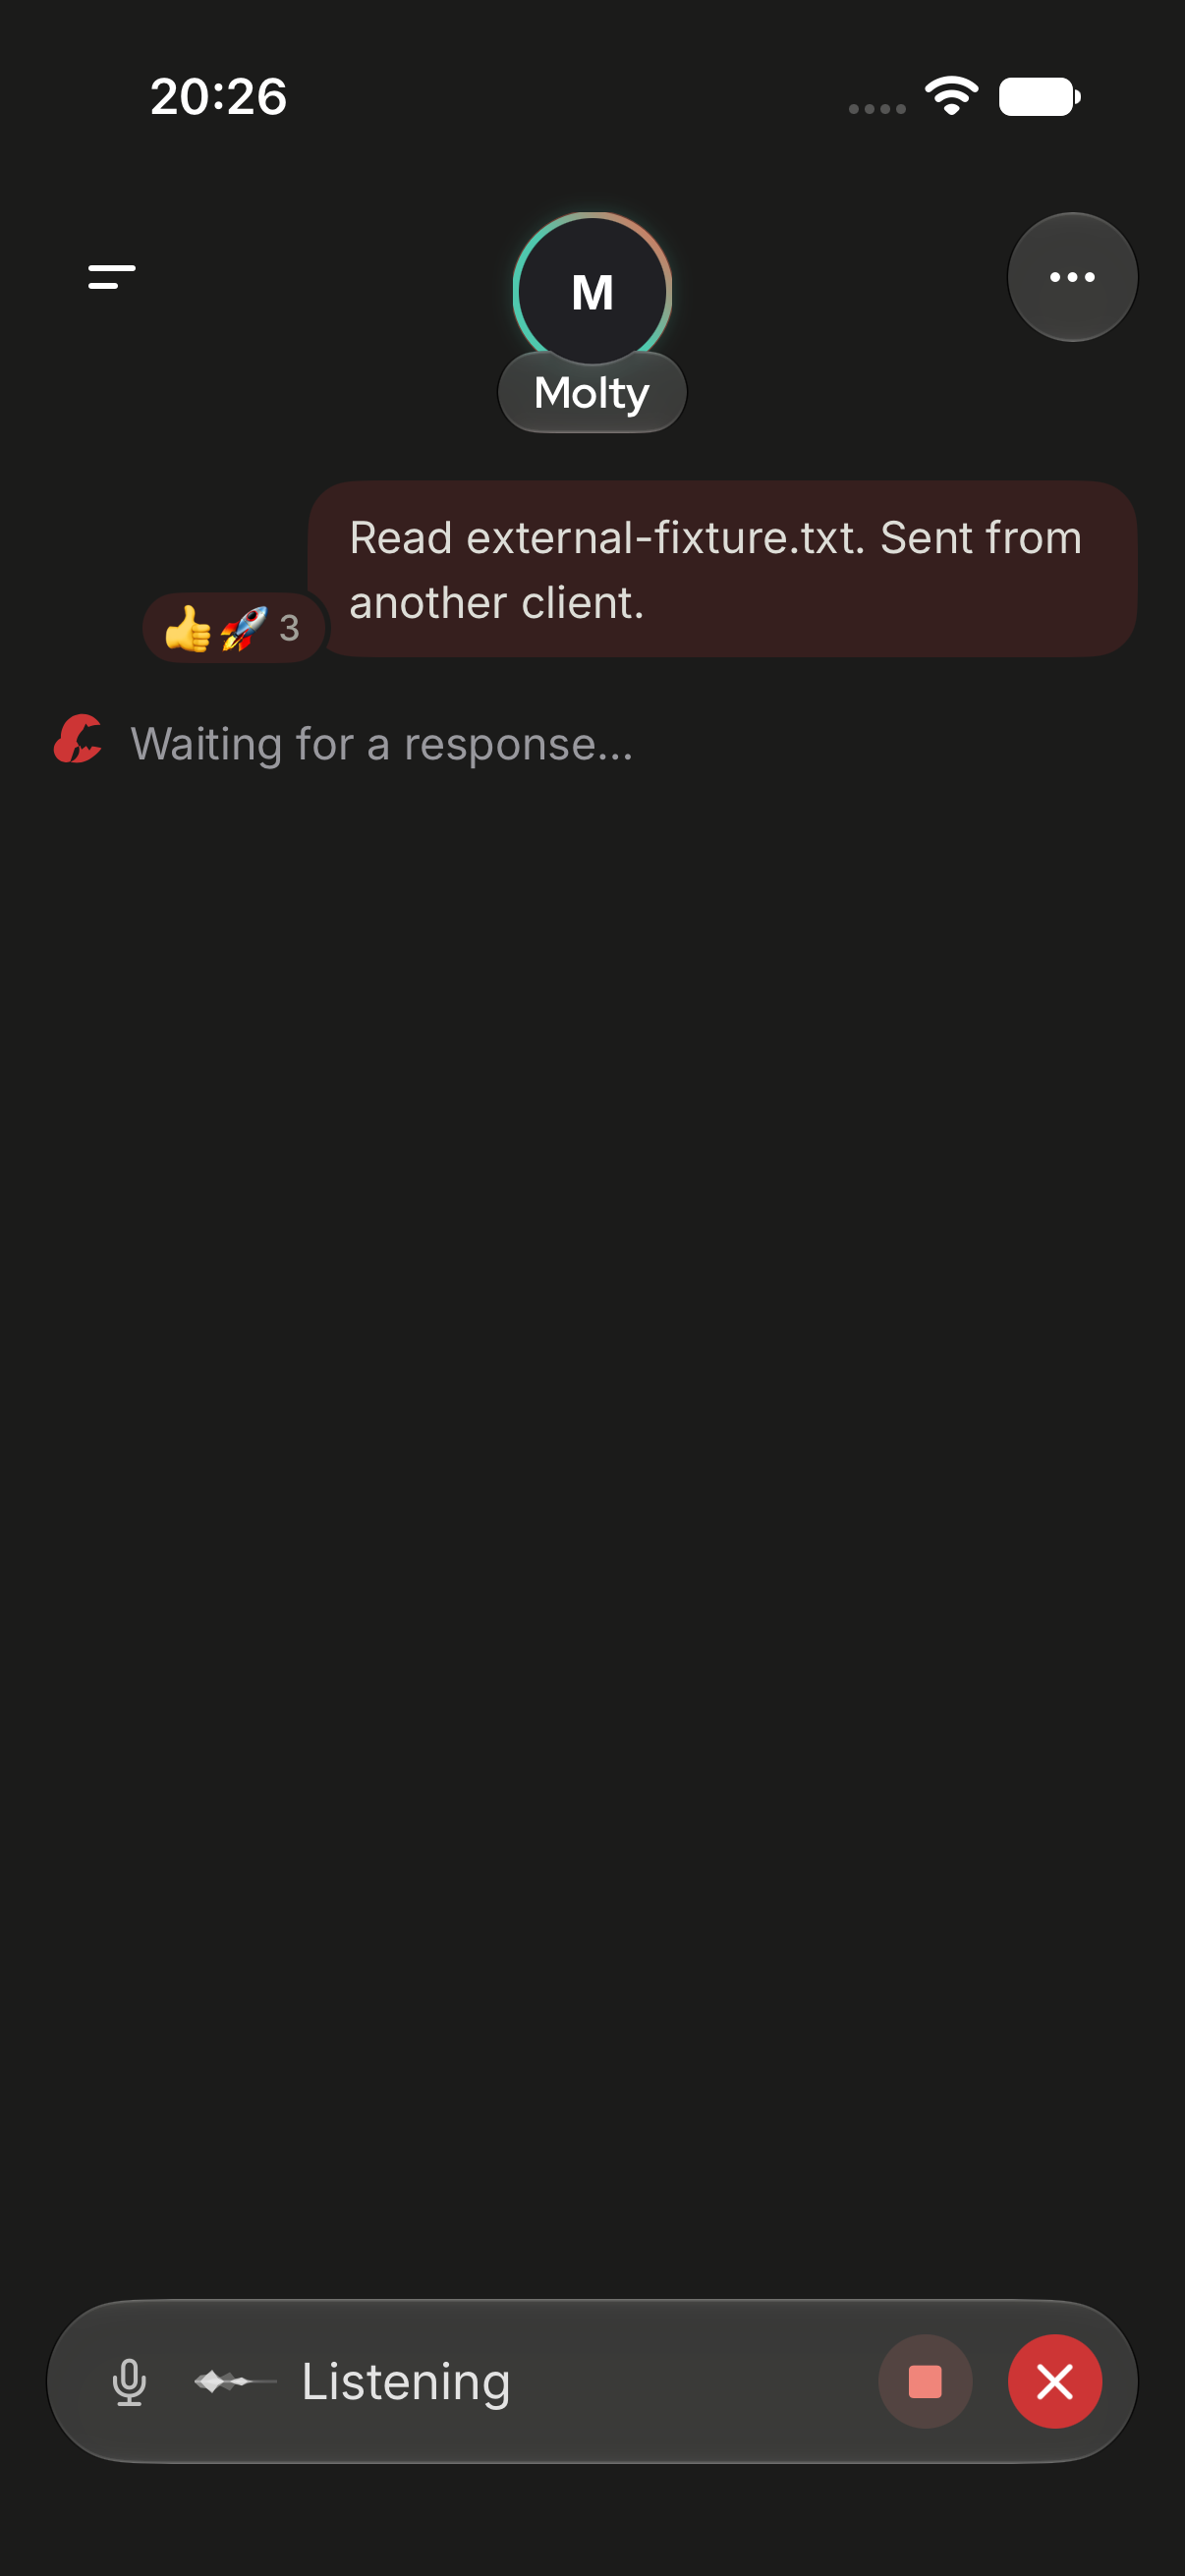 20:26
M
Molty
Read external-fixture.txt. Sent from
another client.
👍🚀 3
Waiting for a response...
Listening